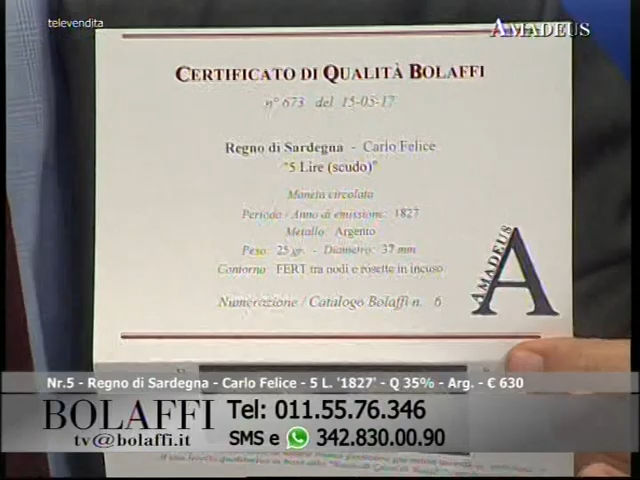 televendita
AMADEUS
CERTIFICATO DI QUALITÀ BOLAFFI
n° 673 del 15-05-17
Regno di Sardegna - Carlo Felice
"5 Lire (scudo)"
Moneta circolata
Periodo / Anno di emissione: 1827
Metallo: Argento
Peso: 25 gr. - Diametro: 37 mm
Contorno: FERT tra nodi e rosette in incuso
Numerazione / Catalogo Bolaffi n. 6
AMADEUS
A
Nr.5 - Regno di Sardegna - Carlo Felice - 5 L. '1827' - Q 35% - Arg. - € 630
BOLAFFI
tv@bolaffi.it
Tel: 011.55.76.346
SMS e 342.830.00.90